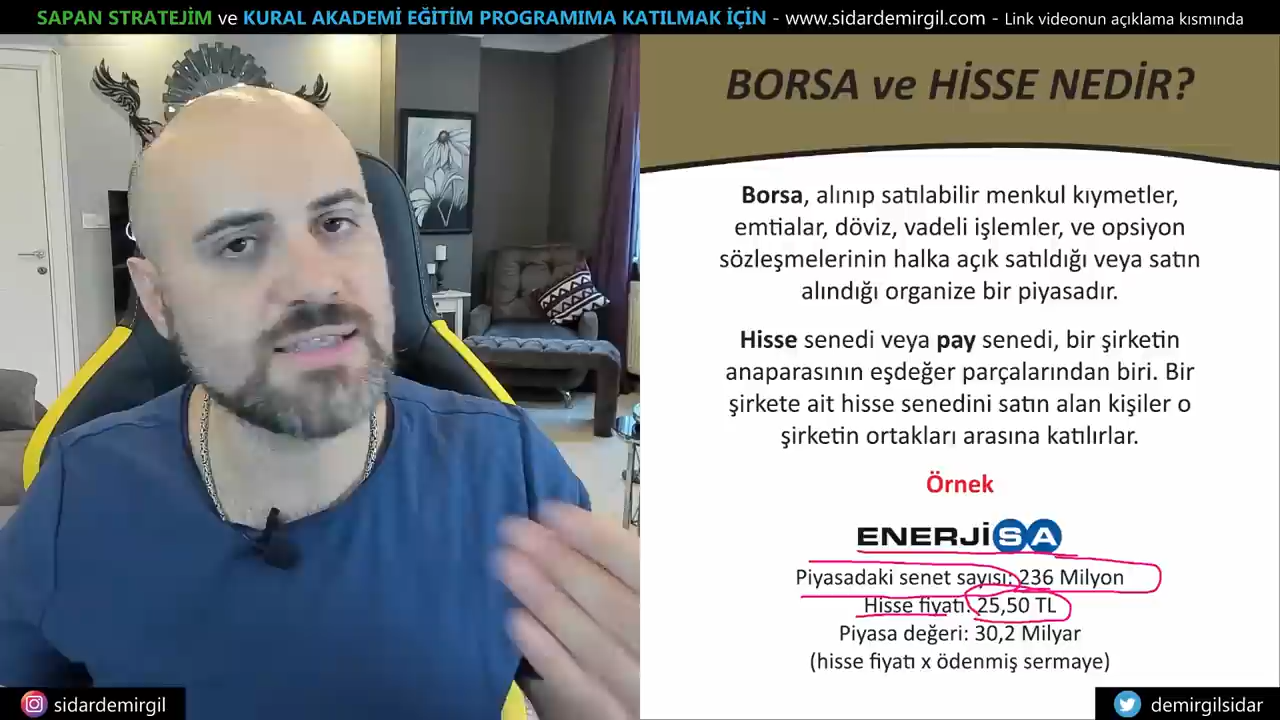 SAPAN STRATEJİM ve KURAL AKADEMİ EĞİTİM PROGRAMIMA KATILMAK İÇİN - www.sidardemirgil.com - Link videonun açıklama kısmında
BORSA ve HİSSE NEDİR?
Borsa, alınıp satılabilir menkul kıymetler,
emtialar, döviz, vadeli işlemler, ve opsiyon
sözleşmelerinin halka açık satıldığı veya satın
alındığı organize bir piyasadır.
Hisse senedi veya pay senedi, bir şirketin
anaparasının eşdeğer parçalarından biri. Bir
şirkete ait hisse senedini satın alan kişiler o
şirketin ortakları arasına katılırlar.
Örnek
ENERJİSA
Piyasadaki senet sayısı: 236 Milyon
Hisse fiyatı: 25,50 TL
Piyasa değeri: 30,2 Milyar
(hisse fiyatı x ödenmiş sermaye)
sidardemirgil
demirgilsidar